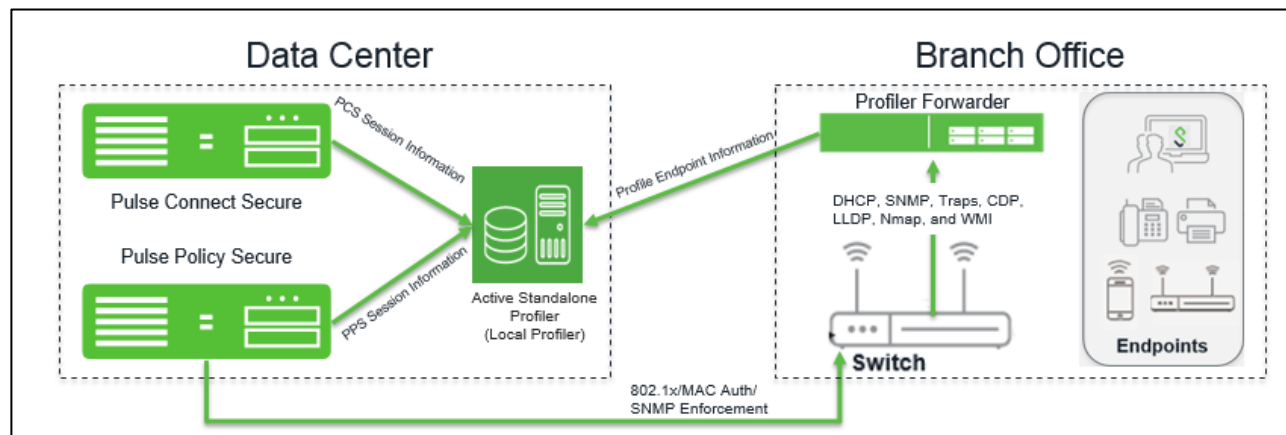 Data Center
Branch Office
PCS Session Information
Pulse Connect Secure
Pulse Policy Secure
PPS Session Information
Active Standalone
Profiler
(Local Profiler)
Profile Endpoint Information
Profiler Forwarder
DHCP, SNMP, Traps, CDP,
LLDP, Nmap, and WMI
Switch
Endpoints
802.1x/MAC Auth/
SNMP Enforcement